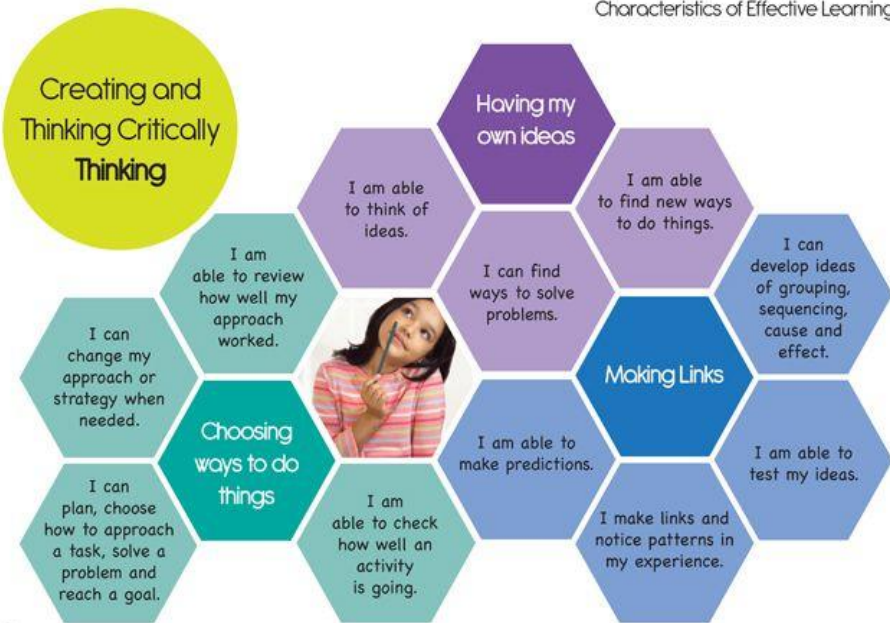 Characteristics of Effective Learning
Creating and
Thinking Critically
Thinking
Having my
own ideas
I am able
to think of
ideas.
I am able
to find new ways
to do things.
I can find
ways to solve
problems.
I am
able to review
how well my
approach
worked.
I can
change my
approach or
strategy when
needed.
Choosing
ways to do
things
I can
plan, choose
how to approach
a task, solve a
problem and
reach a goal.
I am
able to check
how well an
activity
is going.
Making Links
I can
develop ideas
of grouping,
sequencing,
cause and
effect.
I am able to
make predictions.
I am able to
test my ideas.
I make links and
notice patterns in
my experience.